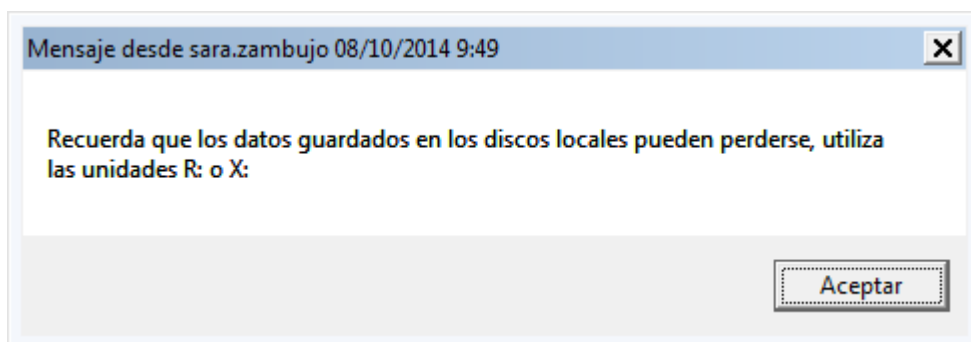 Mensaje desde sara.zambujo 08/10/2014 9:49
Recuerda que los datos guardados en los discos locales pueden perderse, utiliza
las unidades R: o X:
Aceptar